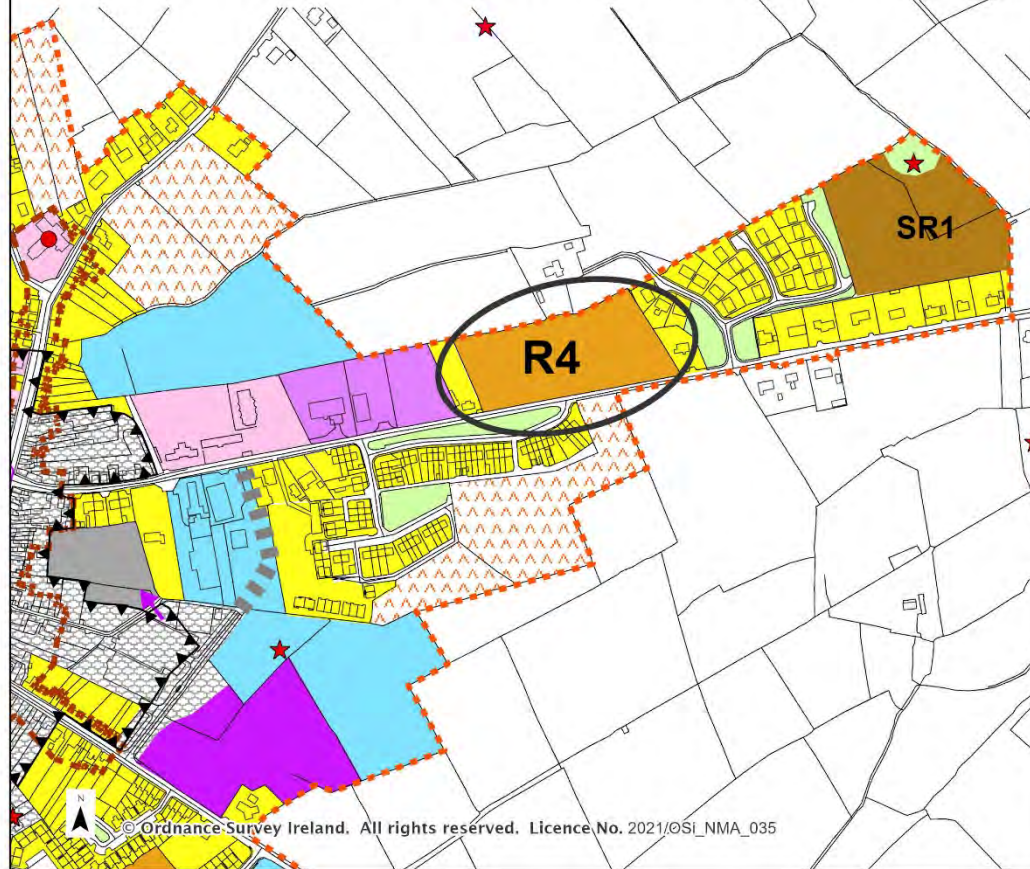 SR1
R4
N
© Ordnance Survey Ireland. All rights reserved. Licence No. 2021/OSi_NMA_035